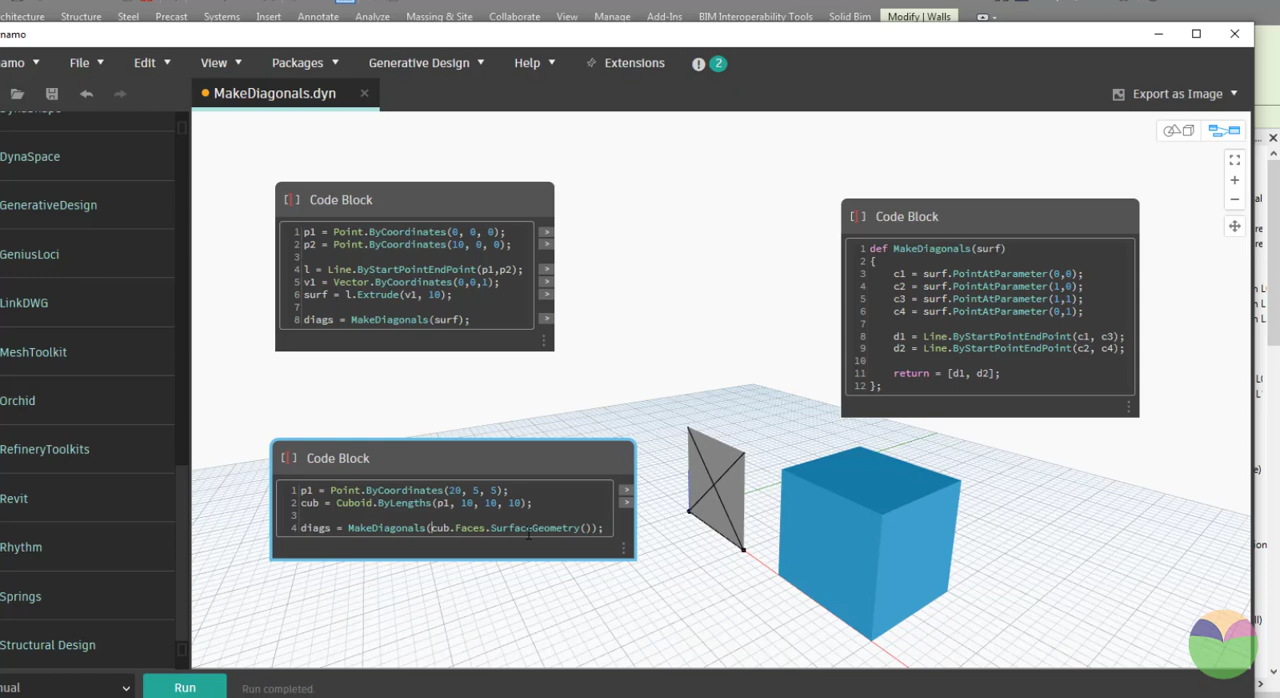 chitecture Structure Steel Precast Systems Insert Annotate Analyze Massing & Site Collaborate View Manage Add-Ins BIM Interoperability Tools Solid Bim Modify | Walls
namo
amo File Edit View Packages Generative Design Help Extensions 2
MakeDiagonals.dyn
Export as Image
DynaSpace
GenerativeDesign
GeniusLoci
LinkDWG
MeshToolkit
Orchid
RefineryToolkits
Revit
Rhythm
Springs
Structural Design
Code Block
1 p1 = Point.ByCoordinates(0, 0, 0);
2 p2 = Point.ByCoordinates(10, 0, 0);
3
4 l = Line.ByStartPointEndPoint(p1,p2);
5 v1 = Vector.ByCoordinates(0,0,1);
6 surf = l.Extrude(v1, 10);
7
8 diags = MakeDiagonals(surf);
Code Block
1 def MakeDiagonals(surf)
2 {
3 c1 = surf.PointAtParameter(0,0);
4 c2 = surf.PointAtParameter(1,0);
5 c3 = surf.PointAtParameter(1,1);
6 c4 = surf.PointAtParameter(0,1);
7
8 d1 = Line.ByStartPointEndPoint(c1, c3);
9 d2 = Line.ByStartPointEndPoint(c2, c4);
10
11 return = [d1, d2];
12 };
Code Block
1 p1 = Point.ByCoordinates(20, 5, 5);
2 cub = Cuboid.ByLengths(p1, 10, 10, 10);
3
4 diags = MakeDiagonals(cub.Faces.SurfaceGeometry());
nual
Run
Run completed